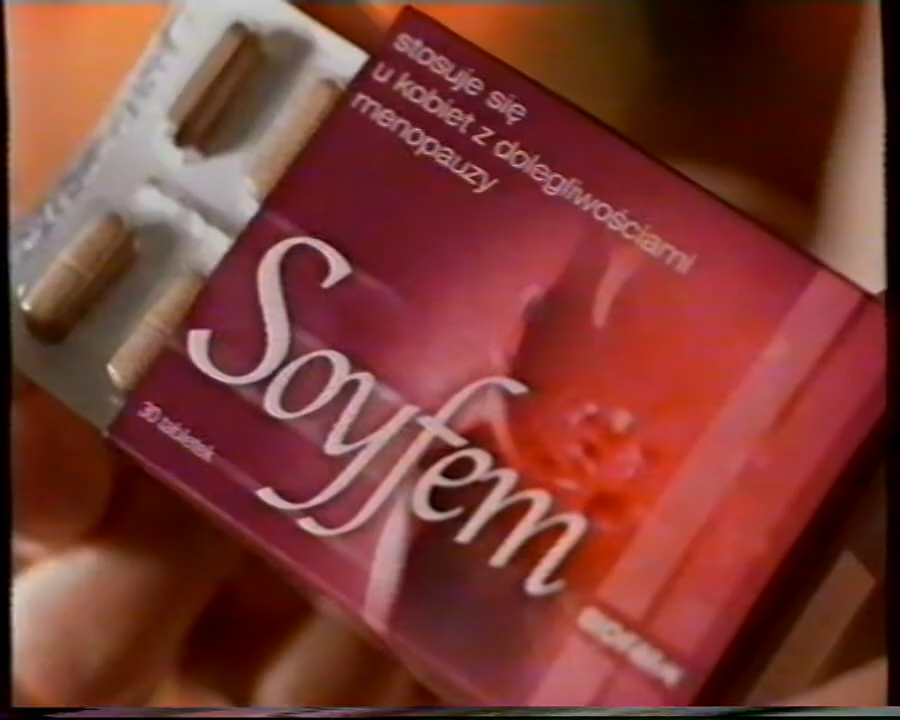 stosuje się
u kobiet z dolegliwościami
menopauzy
Soyfem
30 tabletek